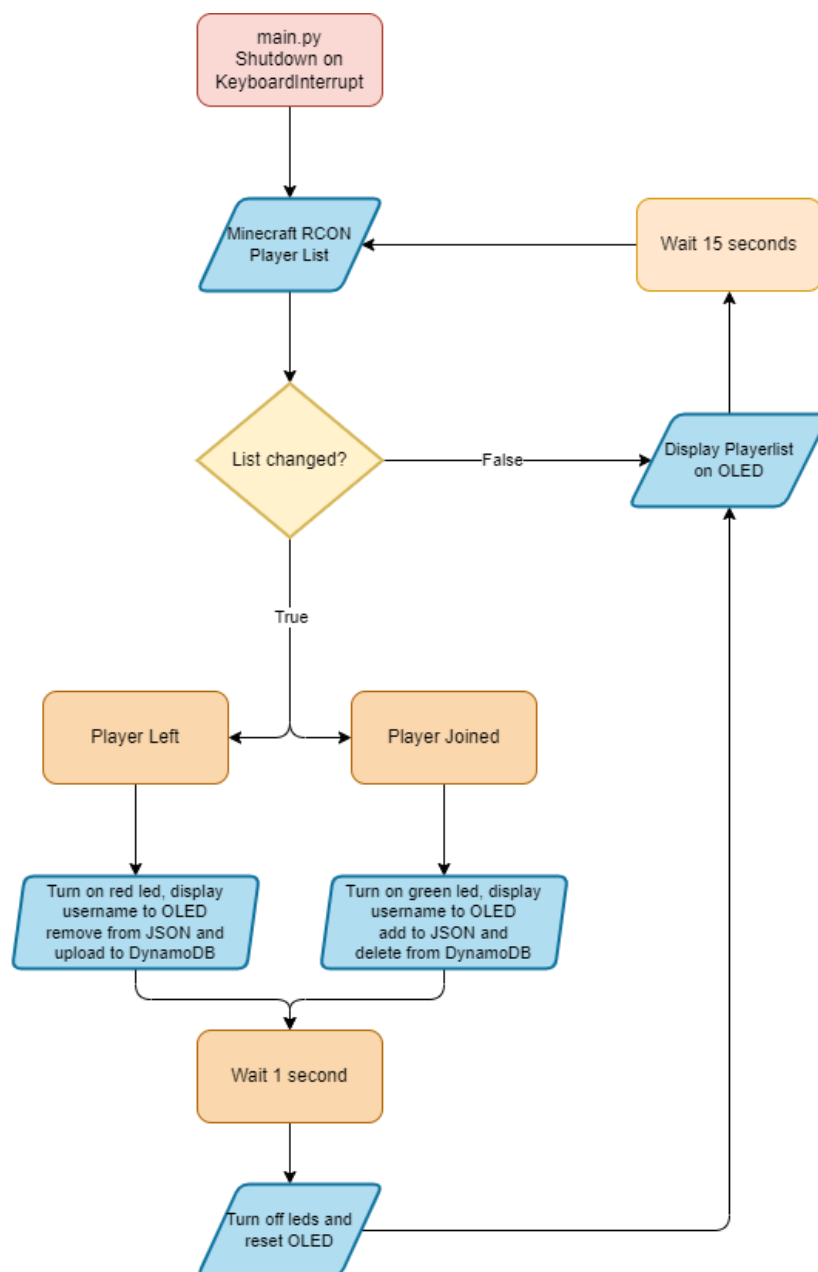 main.py
Shutdown on
KeyboardInterrupt
Minecraft RCON
Player List
Wait 15 seconds
List changed?
False
Display Playerlist
on OLED
True
Player Left
Player Joined
Turn on red led, display
username to OLED
remove from JSON and
upload to DynamoDB
Turn on green led, display
username to OLED
add to JSON and
delete from DynamoDB
Wait 1 second
Turn off leds and
reset OLED